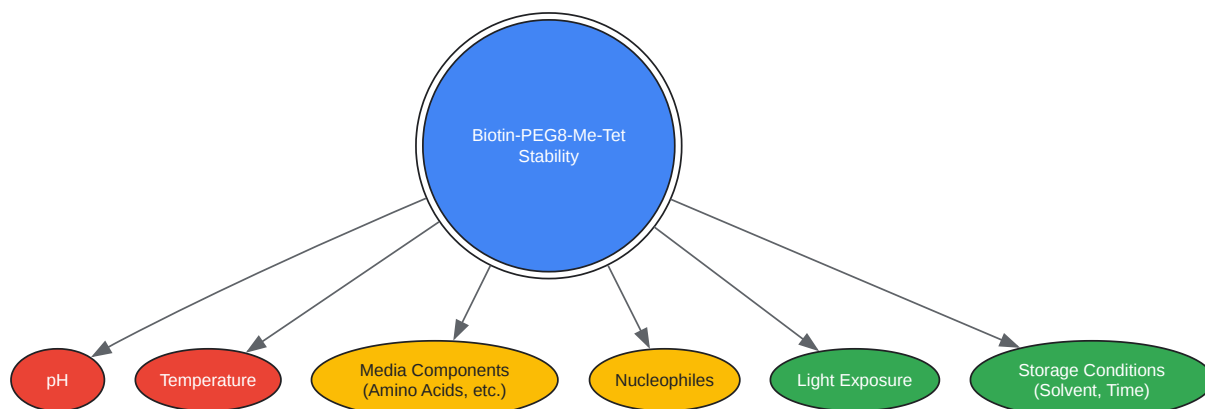 Biotin-PEG8-Me-Tet
Stability
pH
Temperature
Media Components
(Amino Acids, etc.)
Nucleophiles
Light Exposure
Storage Conditions
(Solvent, Time)